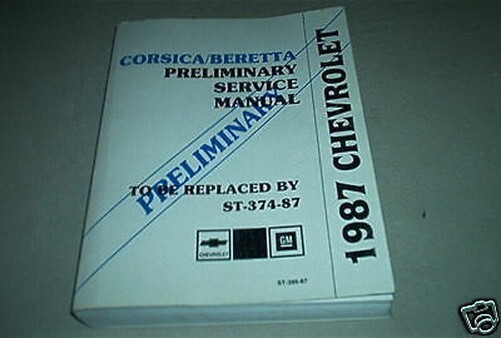 CORSICA/BERETTA
PRELIMINARY
SERVICE
MANUAL
PRELIMINARY
TO BE REPLACED BY
ST-374-87
CHEVROLET
GM
1987 CHEVROLET